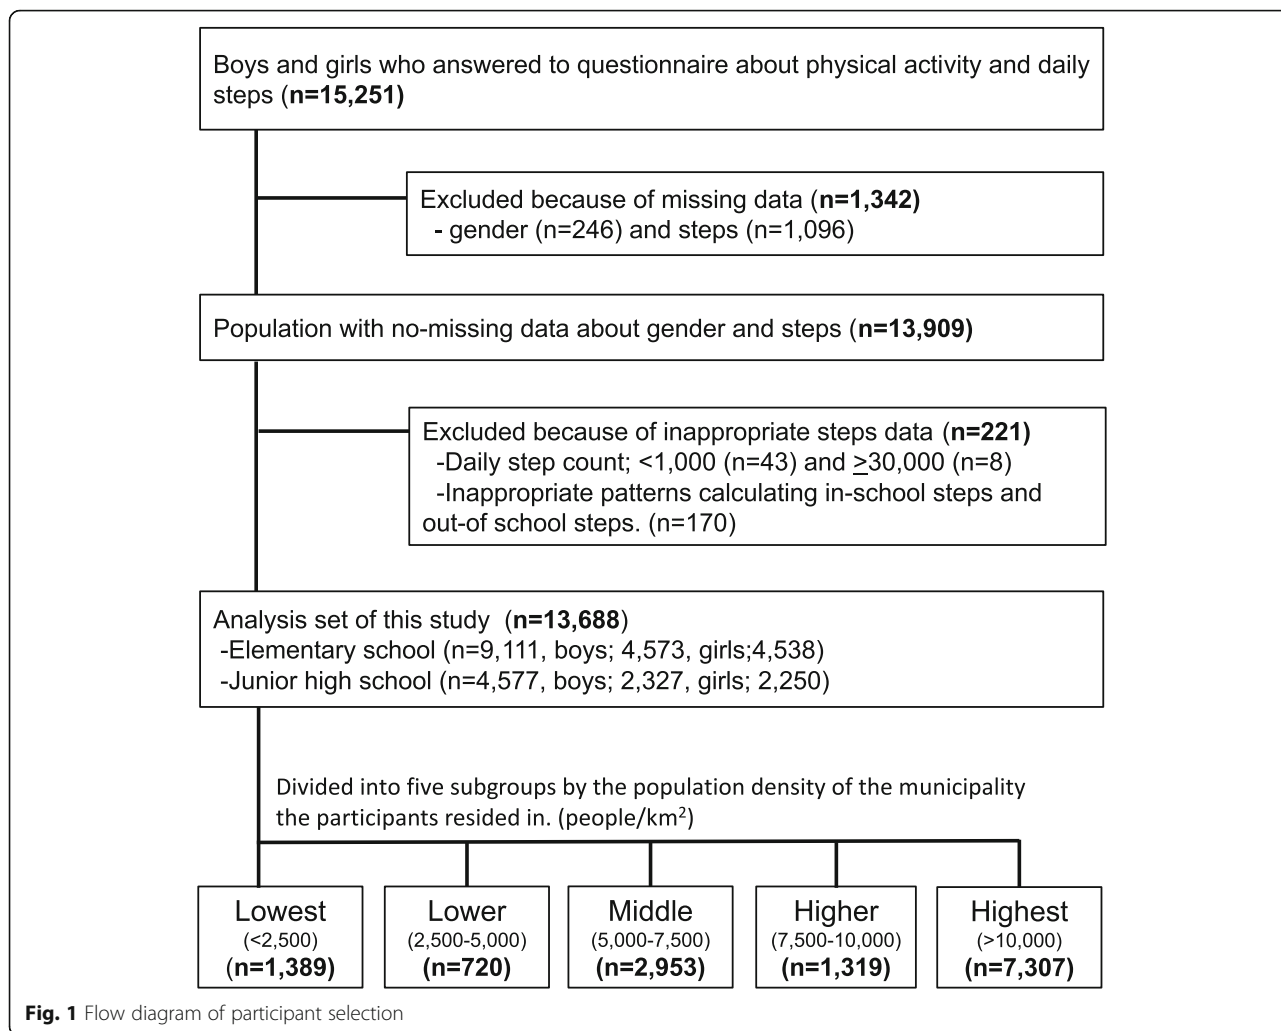 Boys and girls who answered to questionnaire about physical activity and daily
steps (n=15,251)
Excluded because of missing data (n=1,342)
- gender (n=246) and steps (n=1,096)
Population with no-missing data about gender and steps (n=13,909)
Excluded because of inappropriate steps data (n=221)
-Daily step count; <1,000 (n=43) and ≥30,000 (n=8)
-Inappropriate patterns calculating in-school steps and
out-of school steps. (n=170)
Analysis set of this study (n=13,688)
-Elementary school (n=9,111, boys; 4,573, girls;4,538)
-Junior high school (n=4,577, boys; 2,327, girls; 2,250)
Divided into five subgroups by the population density of the municipality
the participants resided in. (people/km²)
Lowest
(<2,500)
(n=1,389)
Lower
(2,500-5,000)
(n=720)
Middle
(5,000-7,500)
(n=2,953)
Higher
(7,500-10,000)
(n=1,319)
Highest
(>10,000)
(n=7,307)
Fig. 1 Flow diagram of participant selection